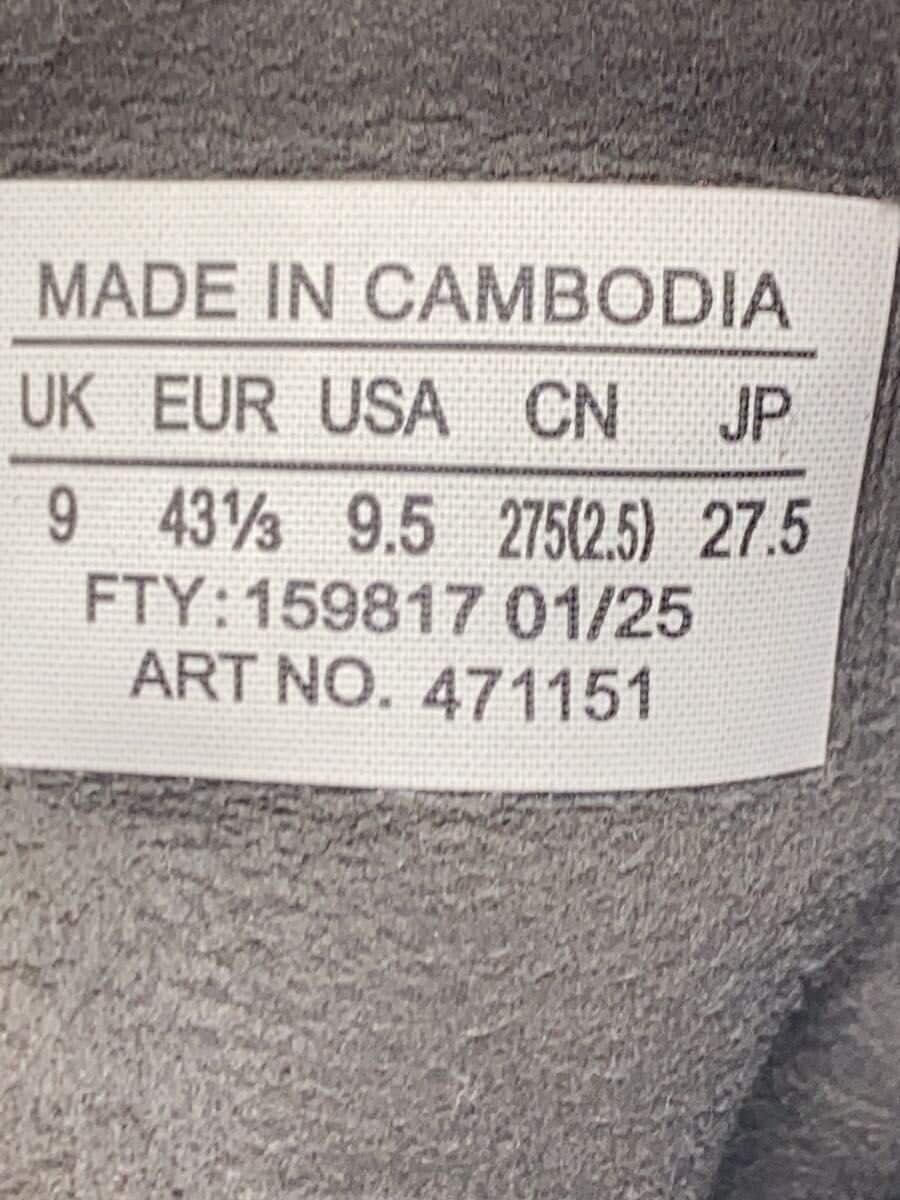 MADE IN CAMBODIA
UK EUR USA CN JP
9 43⅓ 9.5 275(2.5) 27.5
FTY:159817 01/25
ART NO. 471151